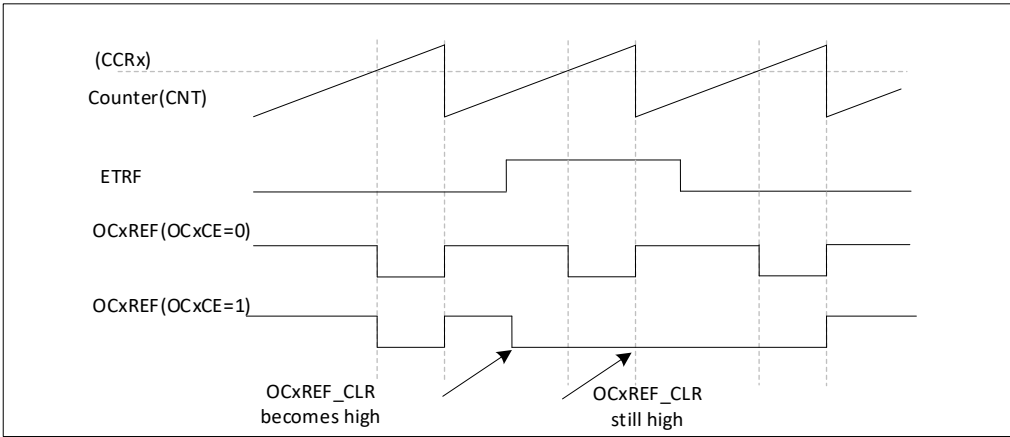 (CCRx)
Counter(CNT)
ETRF
OCxREF(OCxCE=0)
OCxREF(OCxCE=1)
OCxREF_CLR
becomes high
OCxREF_CLR
still high